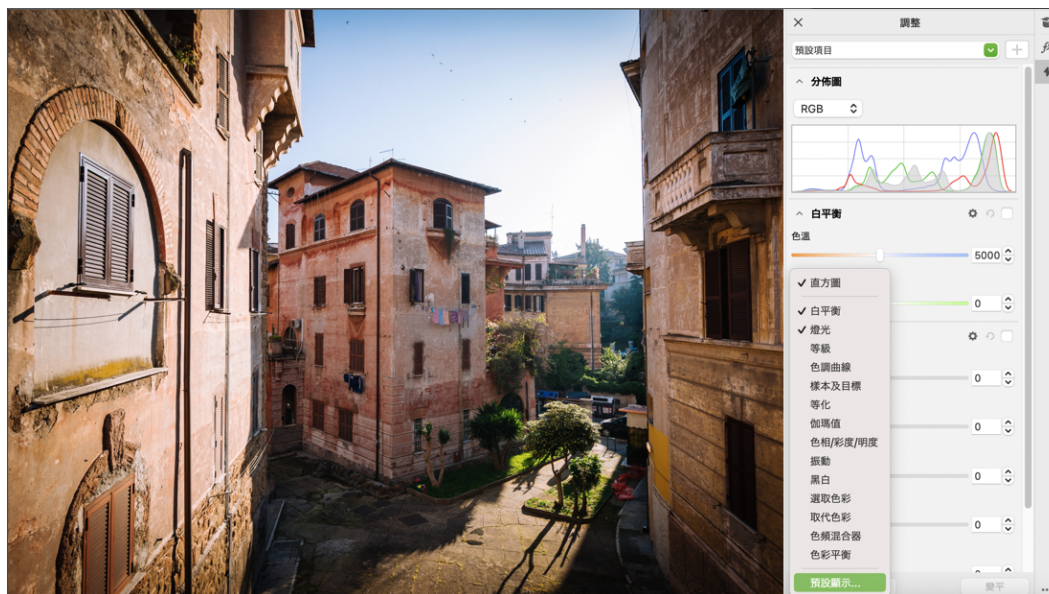 調整
預設項目
分佈圖
RGB
白平衡
色溫
5000
直方圖
白平衡
0
燈光
等級
色調曲線
0
樣本及目標
等化
伽瑪值
0
色相/彩度/明度
振動
黑白
0
選取色彩
取代色彩
0
色頻混合器
色彩平衡
預設顯示...
變平